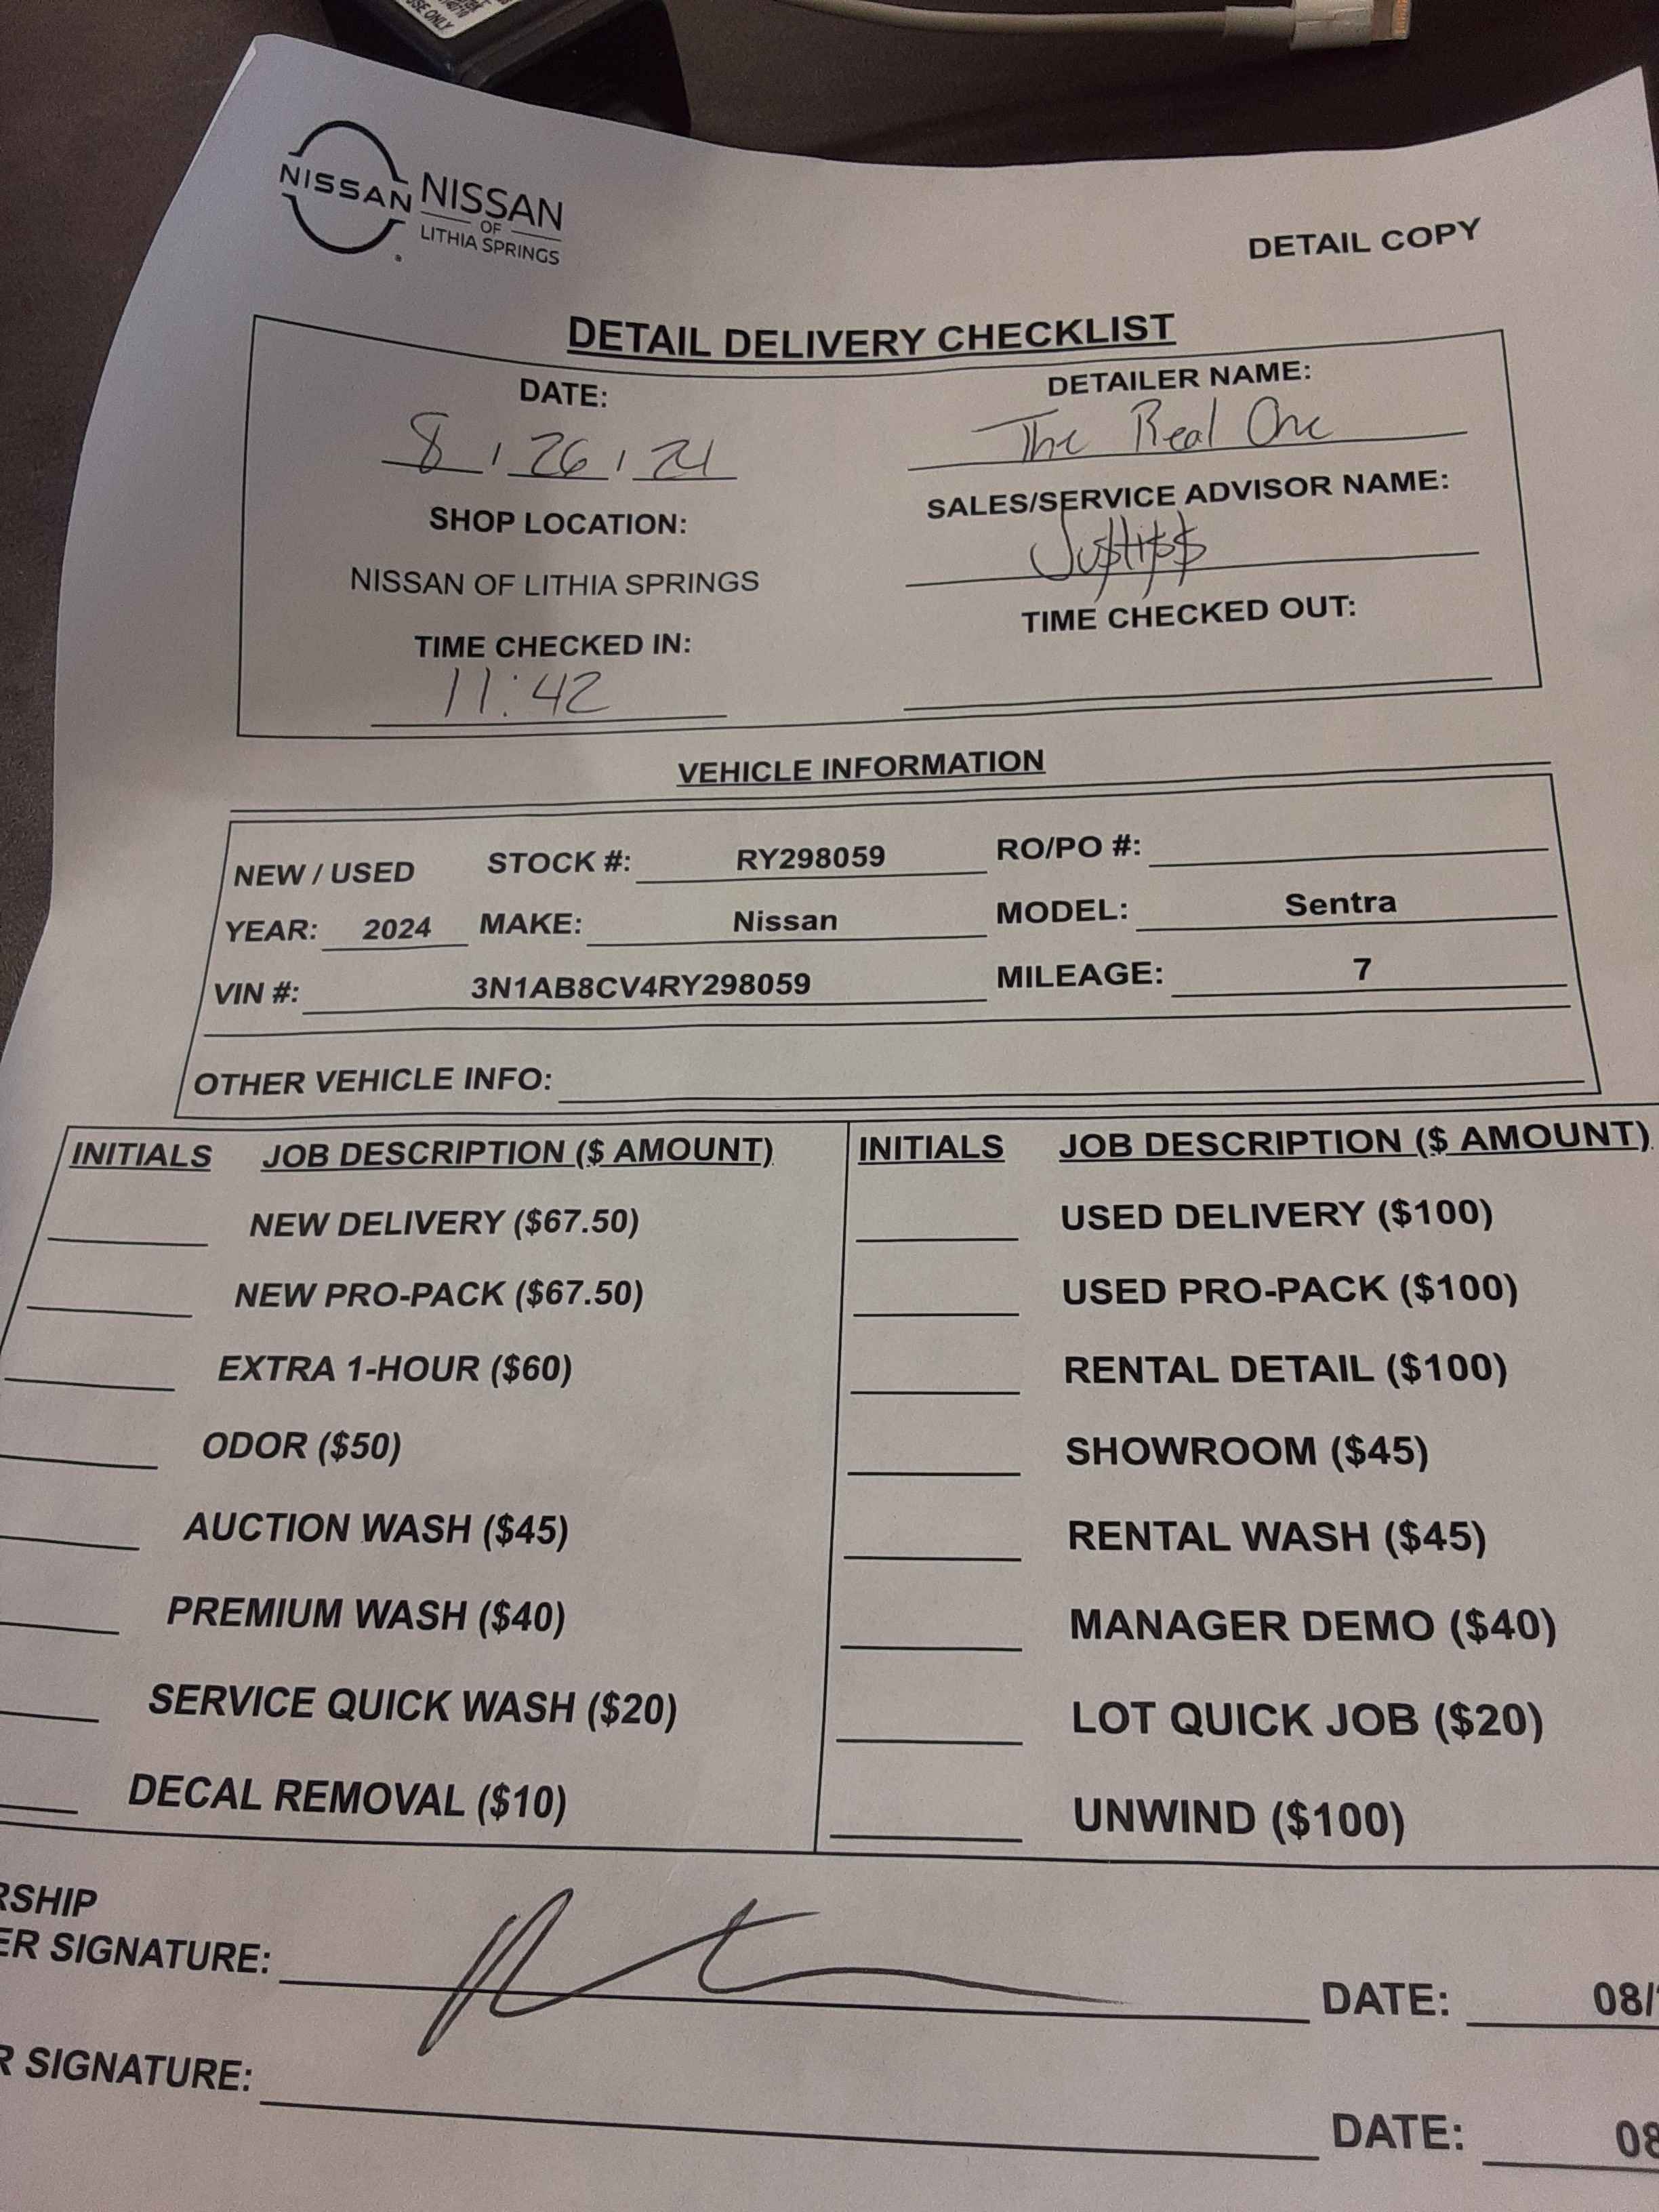 USE ONLY
NISSAN NISSAN
OF
LITHIA SPRINGS
DETAIL COPY
DETAIL DELIVERY CHECKLIST
DATE: DETAILER NAME:
8 / 26 / 24 The Real One
SHOP LOCATION: SALES/SERVICE ADVISOR NAME:
NISSAN OF LITHIA SPRINGS Ju$ti$$
TIME CHECKED IN: TIME CHECKED OUT:
11:42
VEHICLE INFORMATION
NEW / USED STOCK #: RY298059 RO/PO #:
YEAR: 2024 MAKE: Nissan MODEL: Sentra
VIN #: 3N1AB8CV4RY298059 MILEAGE: 7
OTHER VEHICLE INFO:
INITIALS JOB DESCRIPTION ($ AMOUNT) INITIALS JOB DESCRIPTION ($ AMOUNT)
NEW DELIVERY ($67.50) USED DELIVERY ($100)
NEW PRO-PACK ($67.50) USED PRO-PACK ($100)
EXTRA 1-HOUR ($60) RENTAL DETAIL ($100)
ODOR ($50) SHOWROOM ($45)
AUCTION WASH ($45) RENTAL WASH ($45)
PREMIUM WASH ($40) MANAGER DEMO ($40)
SERVICE QUICK WASH ($20) LOT QUICK JOB ($20)
DECAL REMOVAL ($10) UNWIND ($100)
RSHIP
ER SIGNATURE: DATE: 08/
R SIGNATURE: DATE: 08